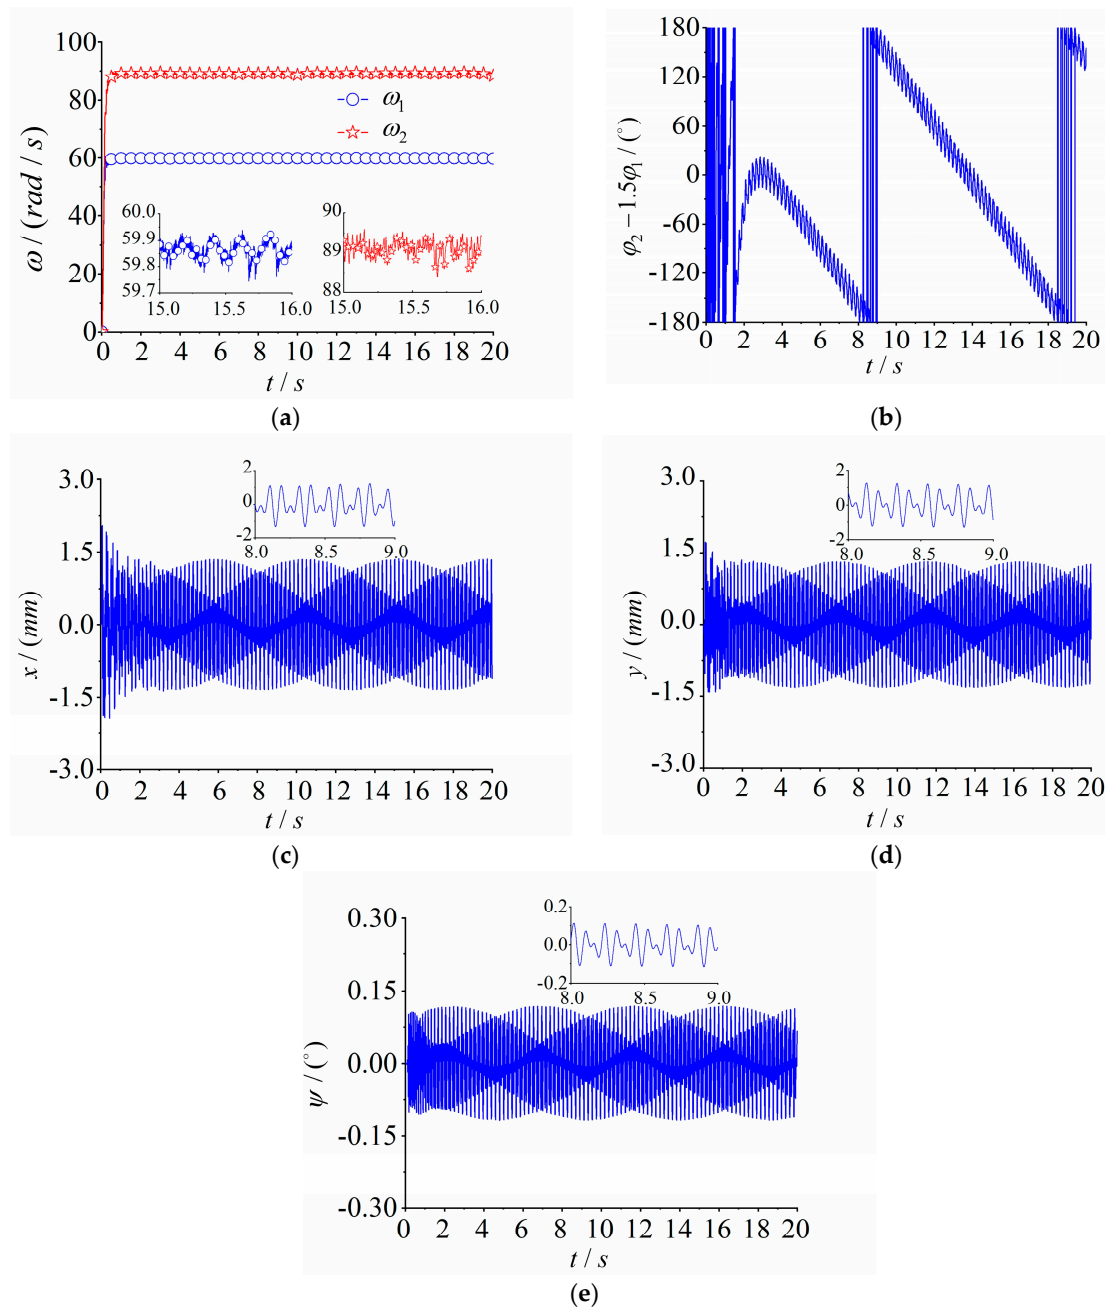 100
80
60
40
20
0
ω / (rad / s)
ω1
ω2
60.0
59.9
59.8
59.7
15.0 15.5 16.0
90
89
88
15.0 15.5 16.0
0 2 4 6 8 10 12 14 16 18 20
t / s
(a)
180
120
60
0
-60
-120
-180
φ2 − 1.5φ1 / (°)
0 2 4 6 8 10 12 14 16 18 20
t / s
(b)
3.0
1.5
0.0
-1.5
-3.0
x / (mm)
2
0
-2
8.0 8.5 9.0
0 2 4 6 8 10 12 14 16 18 20
t / s
(c)
3.0
1.5
0.0
-1.5
-3.0
y / (mm)
2
0
-2
8.0 8.5 9.0
0 2 4 6 8 10 12 14 16 18 20
t / s
(d)
0.30
0.15
0.00
-0.15
-0.30
ψ / (°)
0.2
0.0
-0.2
8.0 8.5 9.0
0 2 4 6 8 10 12 14 16 18 20
t / s
(e)